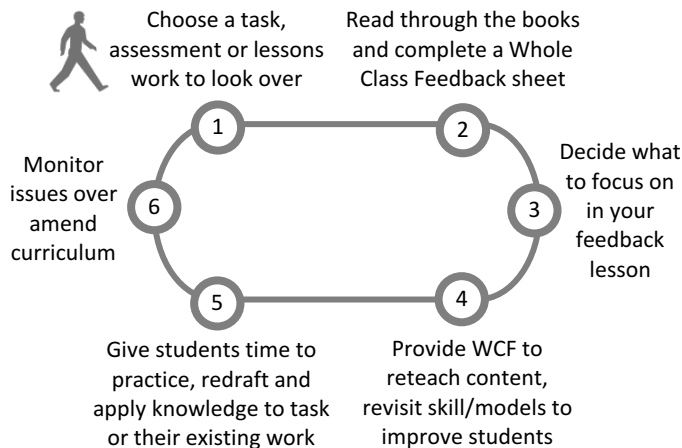 Choose a task,
assessment or lessons
work to look over
Read through the books
and complete a Whole
Class Feedback sheet
1
2
Decide what
to focus on
in your
feedback
lesson
3
Provide WCF to
reteach content,
revisit skill/models to
improve students
4
Give students time to
practice, redraft and
apply knowledge to task
or their existing work
5
Monitor
issues over
amend
curriculum
6